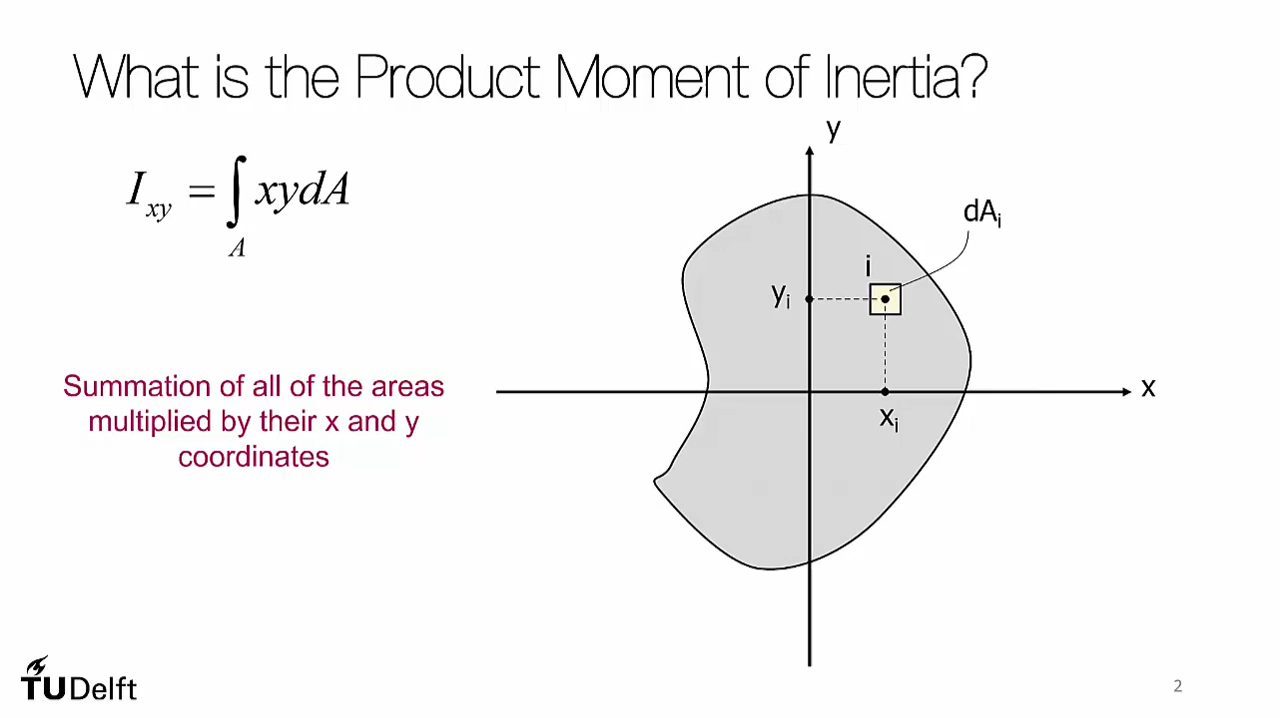 What is the Product Moment of Inertia?
y
I_xy = ∫_A xydA
dA_i
i
y_i
Summation of all of the areas
multiplied by their x and y
coordinates
x
x_i
TUDelft
2